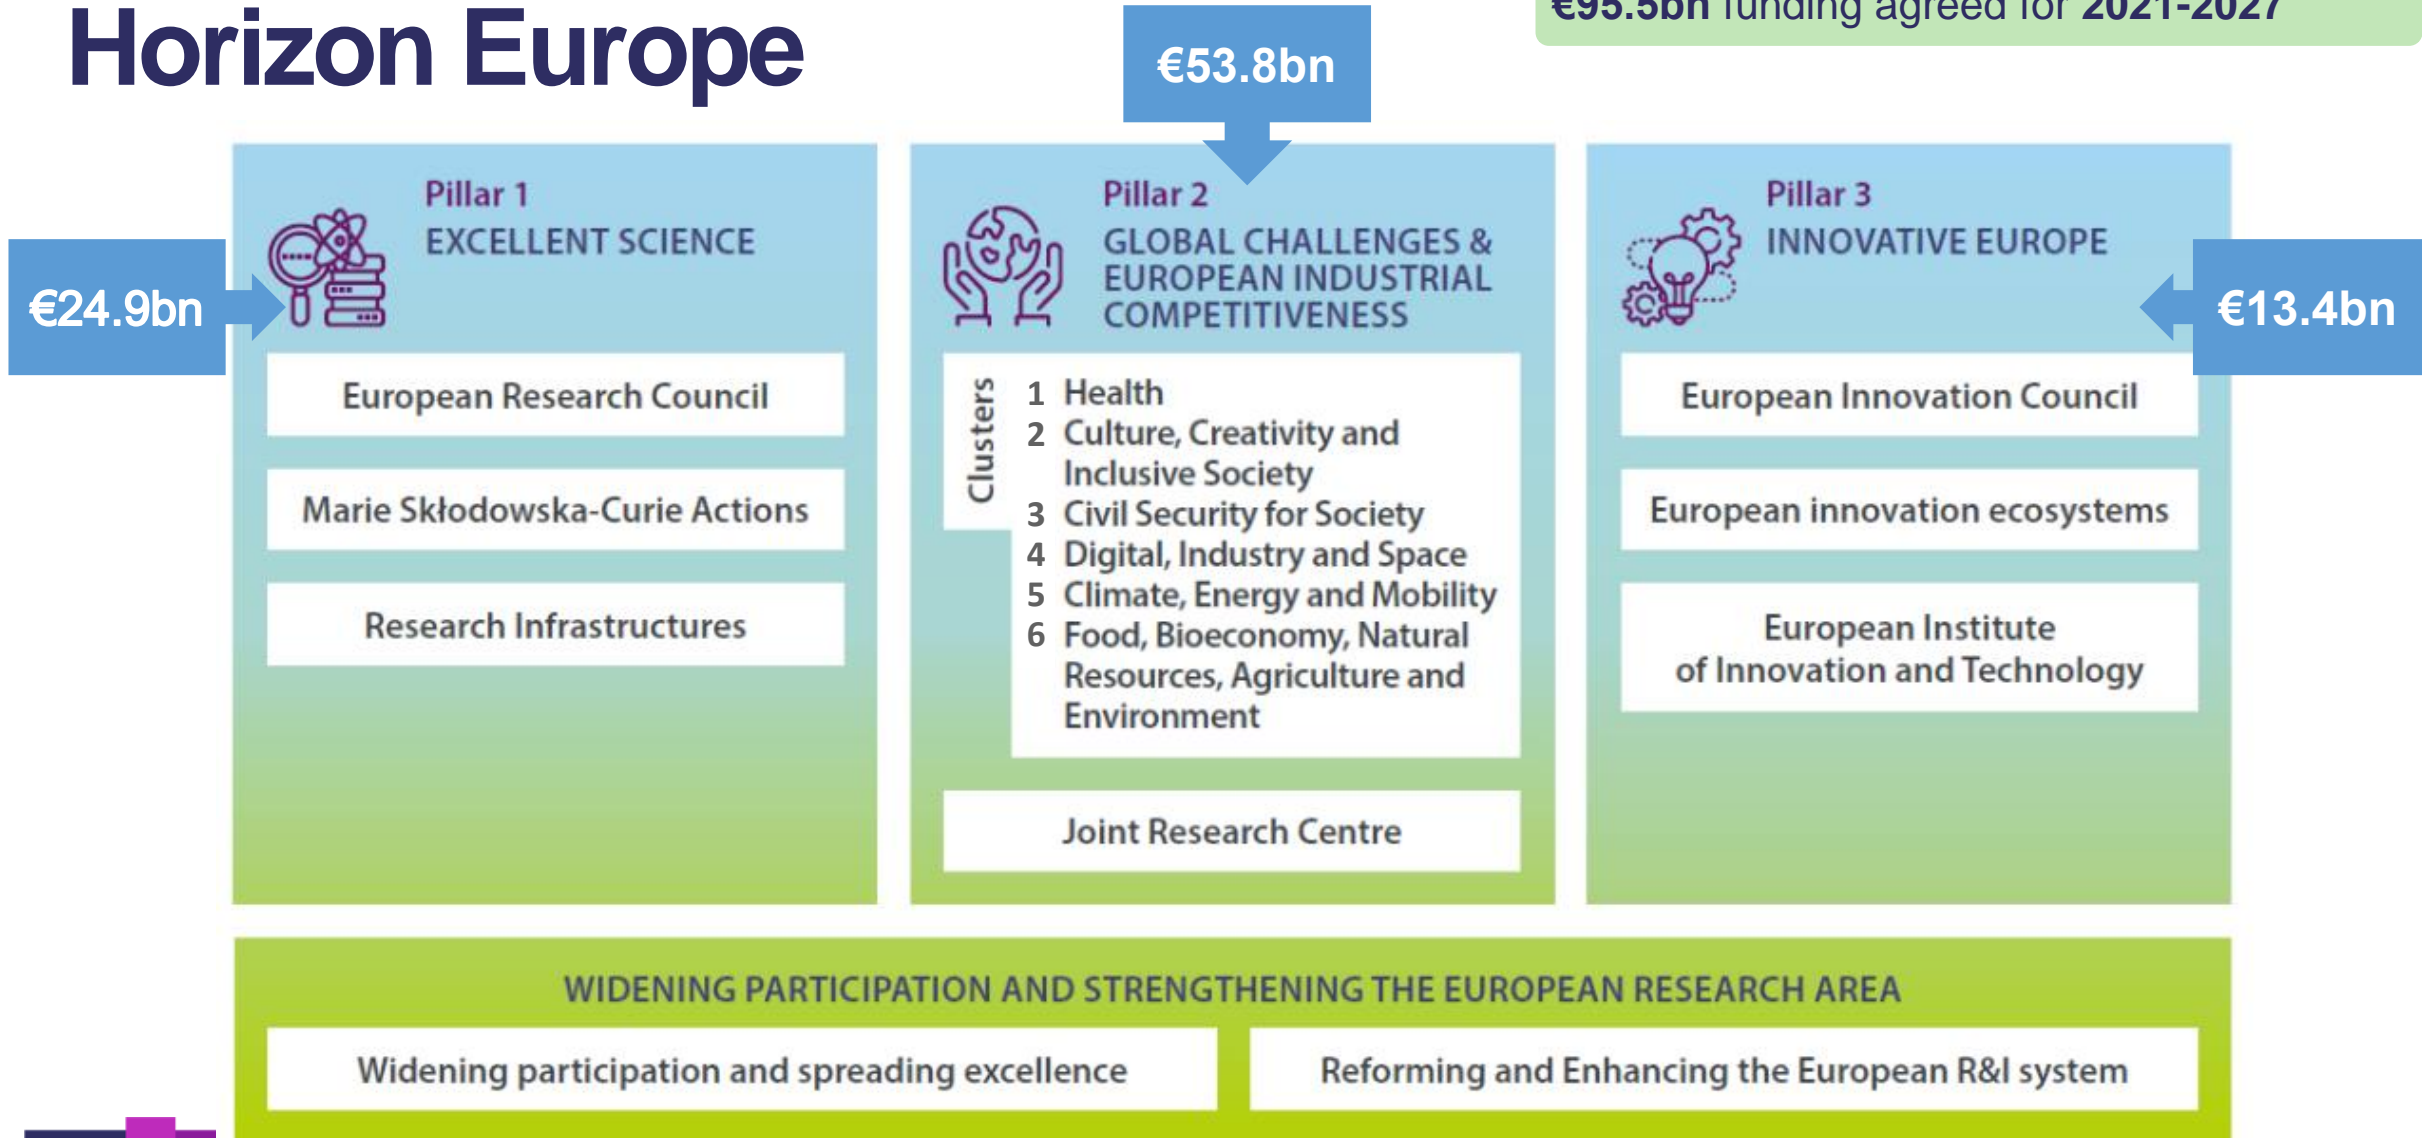 Horizon Europe
€95.5bn funding agreed for 2021-2027
€53.8bn
€24.9bn
€13.4bn
Pillar 1
EXCELLENT SCIENCE
European Research Council
Marie Skłodowska-Curie Actions
Research Infrastructures
Pillar 2
GLOBAL CHALLENGES &
EUROPEAN INDUSTRIAL
COMPETITIVENESS
Clusters
1 Health
2 Culture, Creativity and
Inclusive Society
3 Civil Security for Society
4 Digital, Industry and Space
5 Climate, Energy and Mobility
6 Food, Bioeconomy, Natural
Resources, Agriculture and
Environment
Joint Research Centre
Pillar 3
INNOVATIVE EUROPE
European Innovation Council
European innovation ecosystems
European Institute
of Innovation and Technology
WIDENING PARTICIPATION AND STRENGTHENING THE EUROPEAN RESEARCH AREA
Widening participation and spreading excellence
Reforming and Enhancing the European R&I system